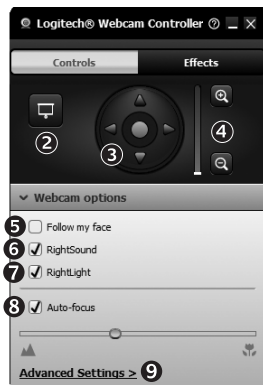 Logitech® Webcam Controller
Controls Effects
2 3 4
Webcam options
5 Follow my face
6 RightSound
7 RightLight
8 Auto-focus
Advanced Settings > 9